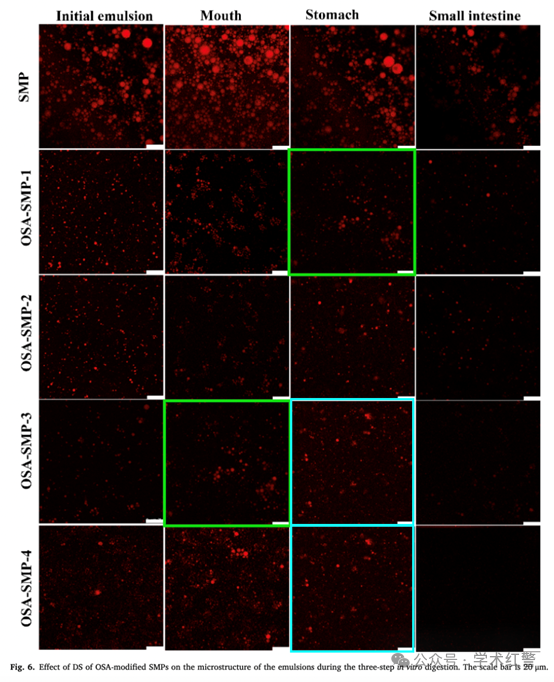 Initial emulsion Mouth Stomach Small intestine
SMP
OSA-SMP-1
OSA-SMP-2
OSA-SMP-3
OSA-SMP-4
公众号 · 学术红警
Fig. 6. Effect of DS of OSA-modified SMPs on the microstructure of the emulsions during the three-step in vitro digestion. The scale bar is 20 μm.